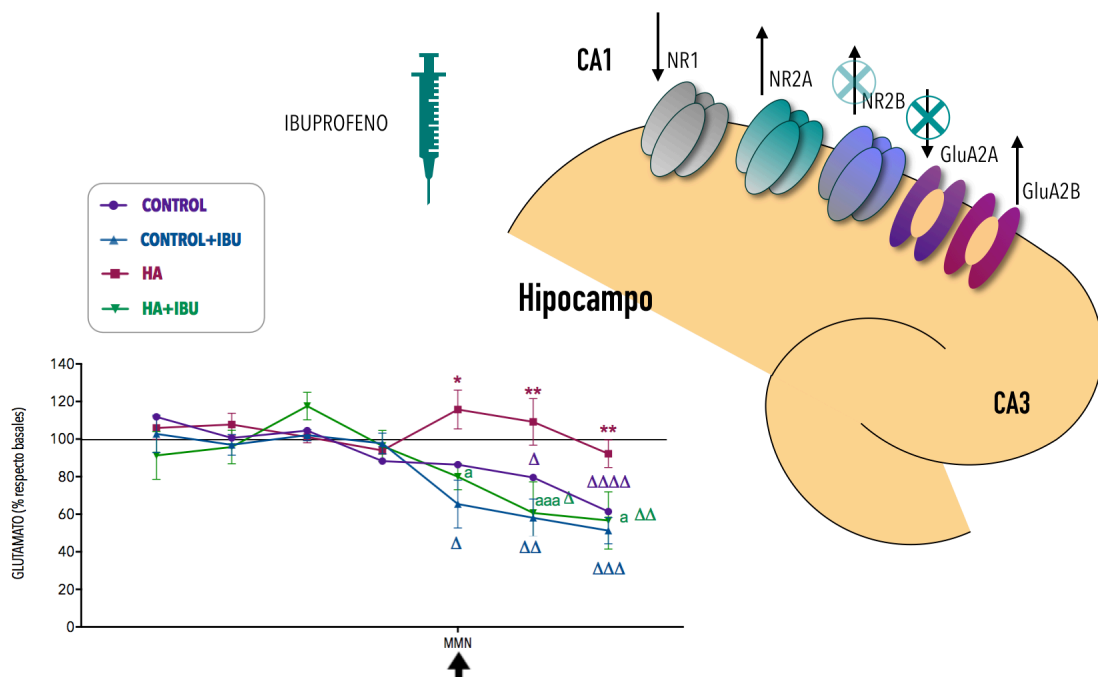 CA1
NR1
NR2A
NR2B
GluA2A
GluA2B
IBUPROFENO
CONTROL
CONTROL+IBU
HA
HA+IBU
Hipocampo
CA3
GLUTAMATO (% respecto basales)
140
120
100
80
60
40
20
0
*
**
**
Δ
ΔΔΔΔ
a
aaa Δ
a ΔΔ
Δ
ΔΔ
ΔΔΔ
MMN